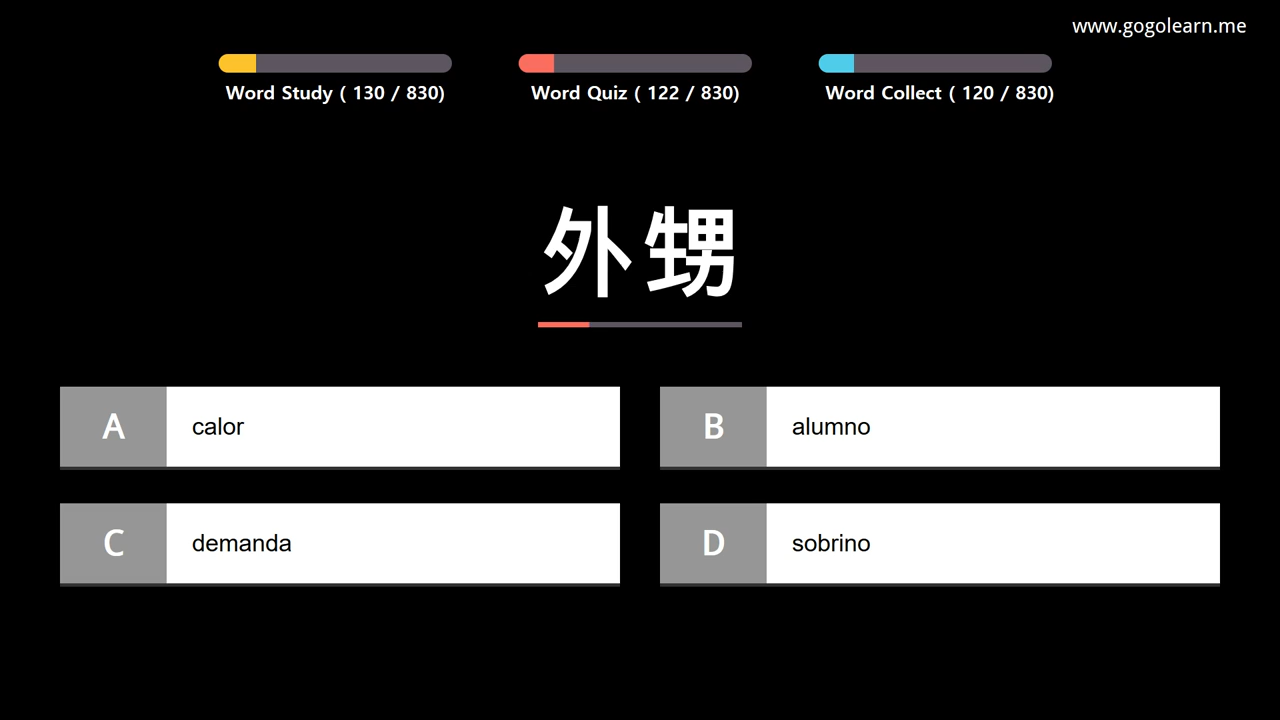 www.gogolearn.me
Word Study ( 130 / 830)
Word Quiz ( 122 / 830)
Word Collect ( 120 / 830)
外甥
A calor
B alumno
C demanda
D sobrino